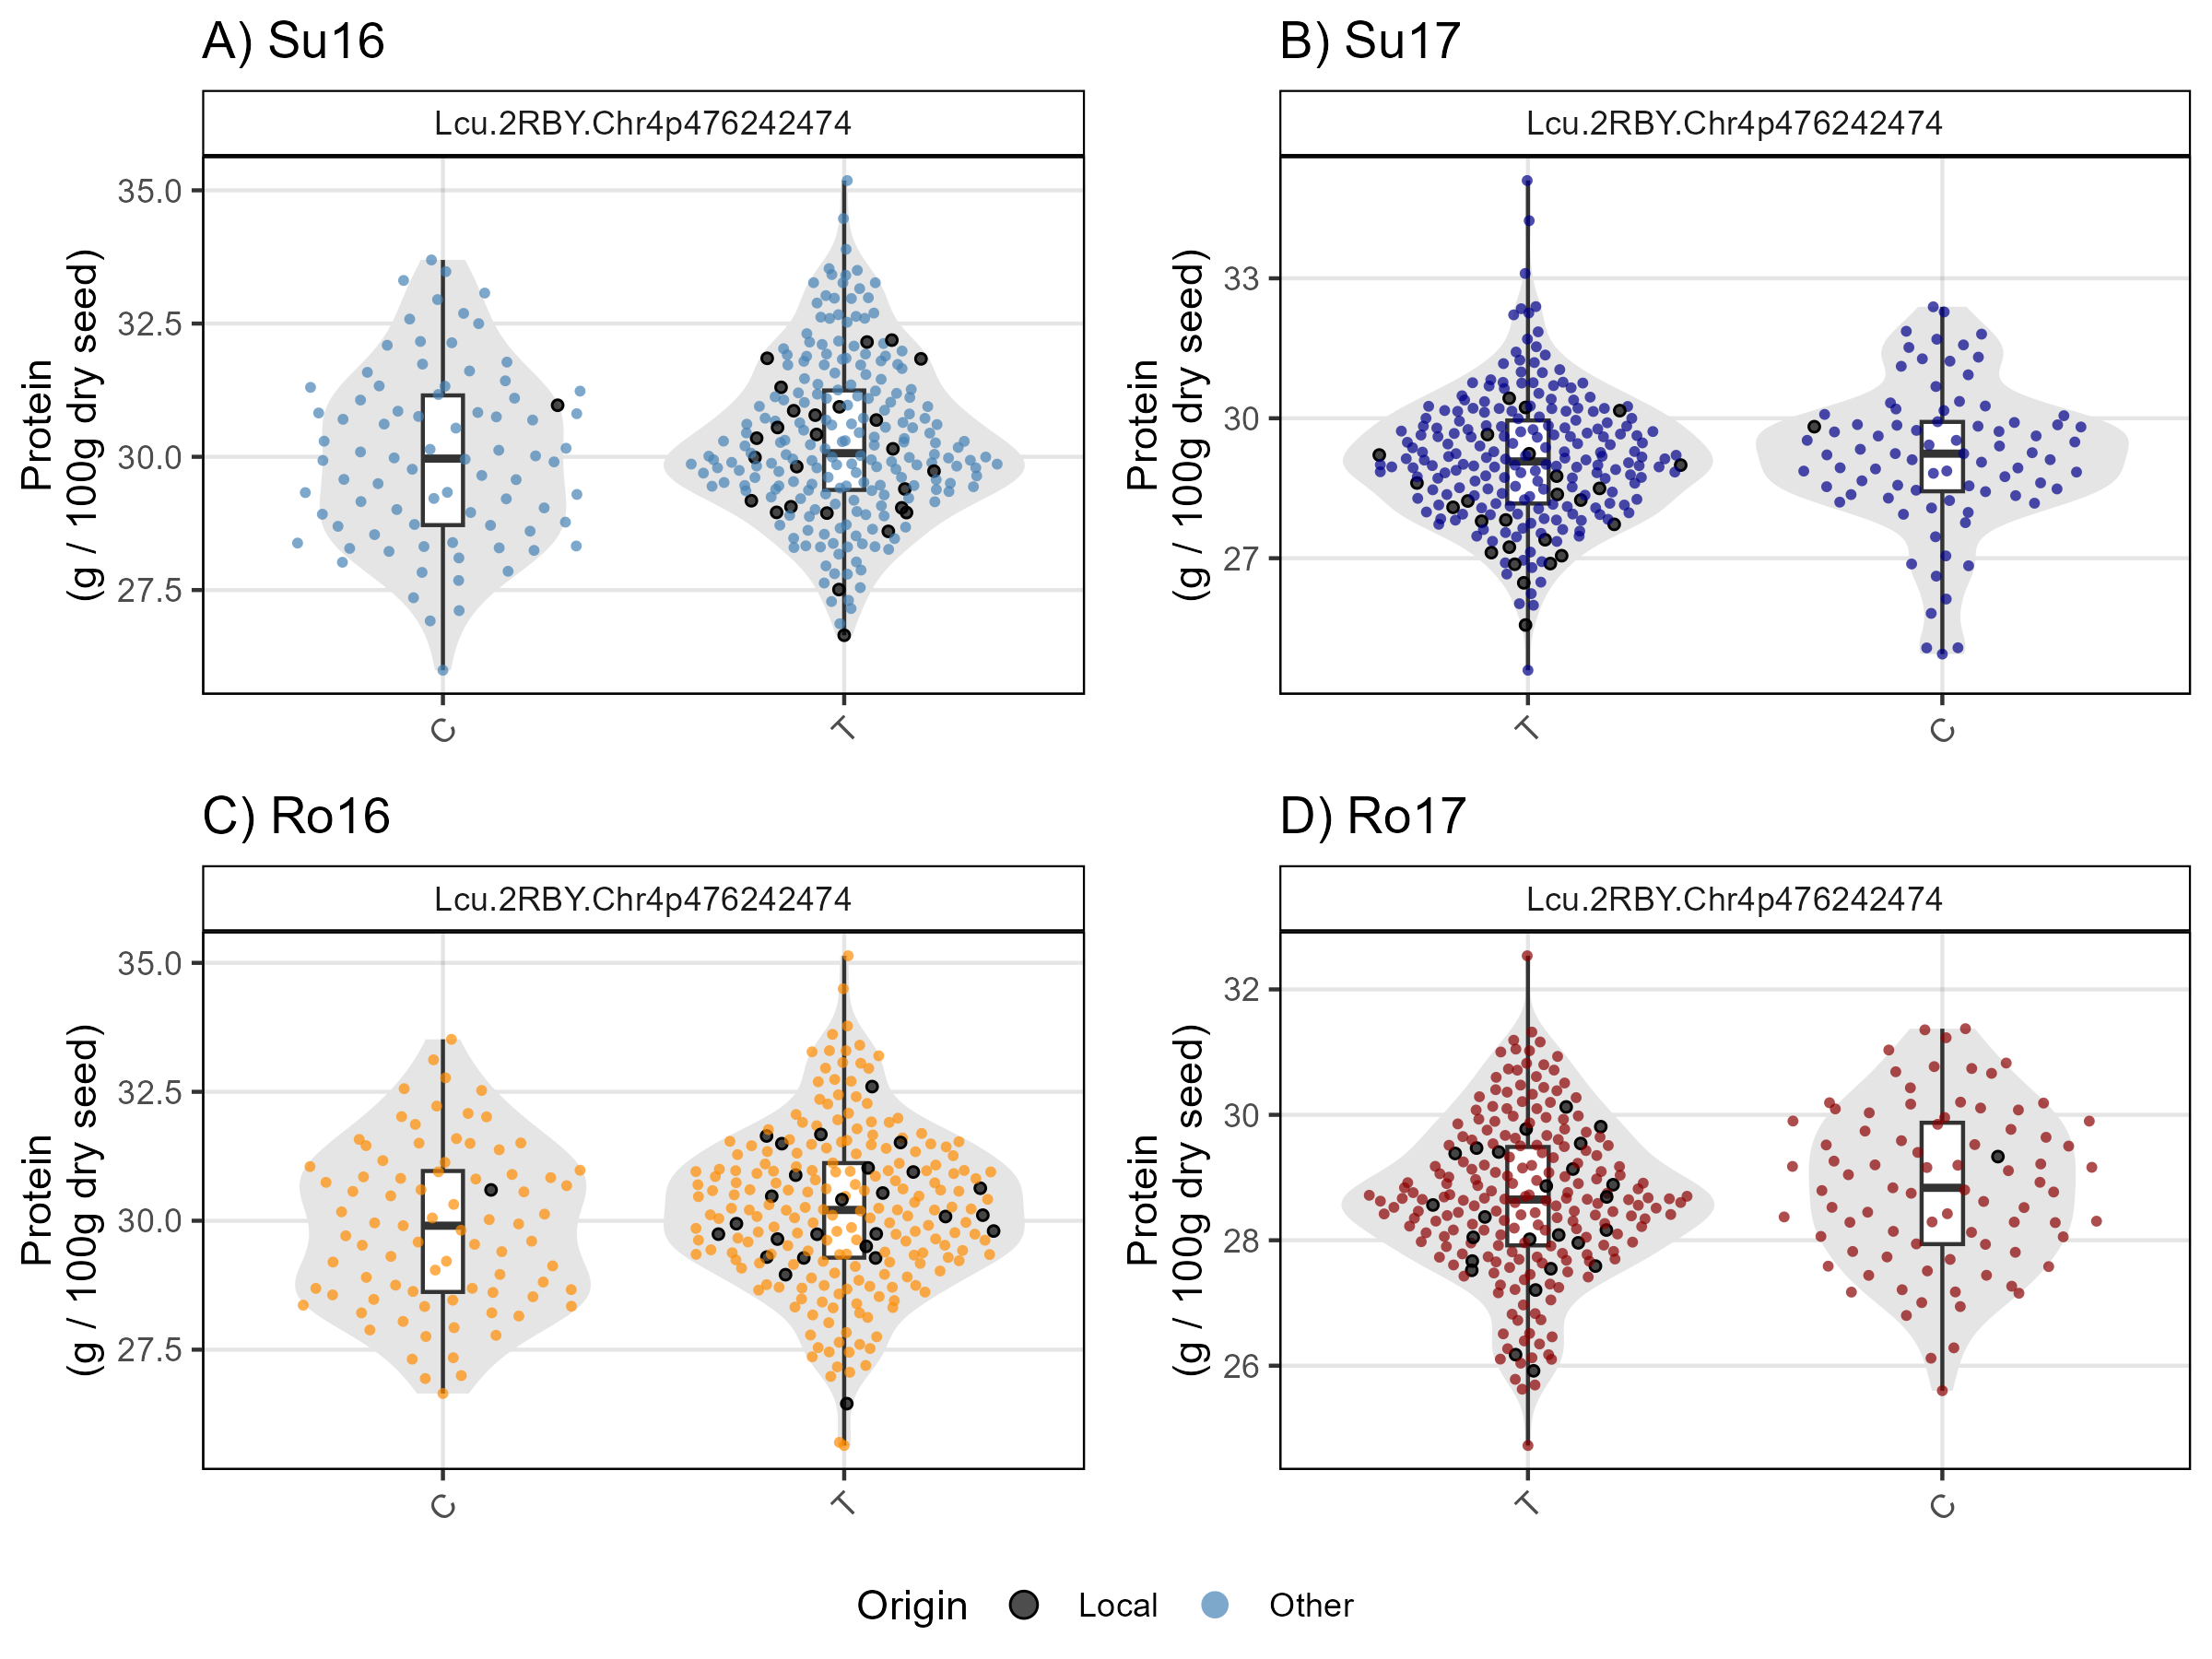 A) Su16
Lcu.2RBY.Chr4p476242474
Protein
(g / 100g dry seed)
35.0
32.5
30.0
27.5
C
T
B) Su17
Lcu.2RBY.Chr4p476242474
Protein
(g / 100g dry seed)
33
30
27
T
C
C) Ro16
Lcu.2RBY.Chr4p476242474
Protein
(g / 100g dry seed)
35.0
32.5
30.0
27.5
C
T
D) Ro17
Lcu.2RBY.Chr4p476242474
Protein
(g / 100g dry seed)
32
30
28
26
T
C
Origin Local Other